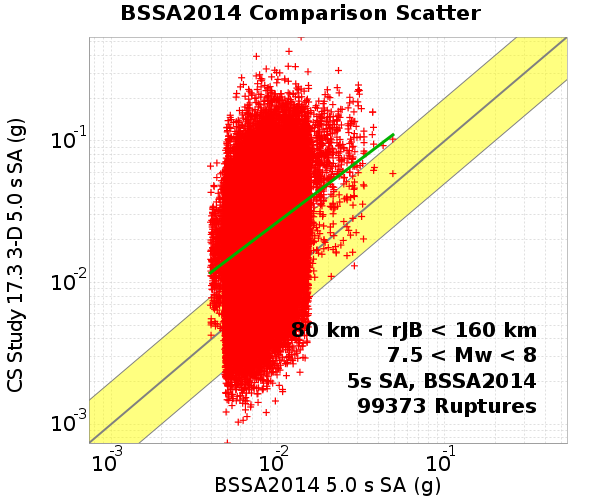 BSSA2014 Comparison Scatter
CS Study 17.3 3-D 5.0 s SA (g)
10-1
10-2
10-3
80 km < rJB < 160 km
7.5 < Mw < 8
5s SA, BSSA2014
99373 Ruptures
10-3 10-2 10-1
BSSA2014 5.0 s SA (g)